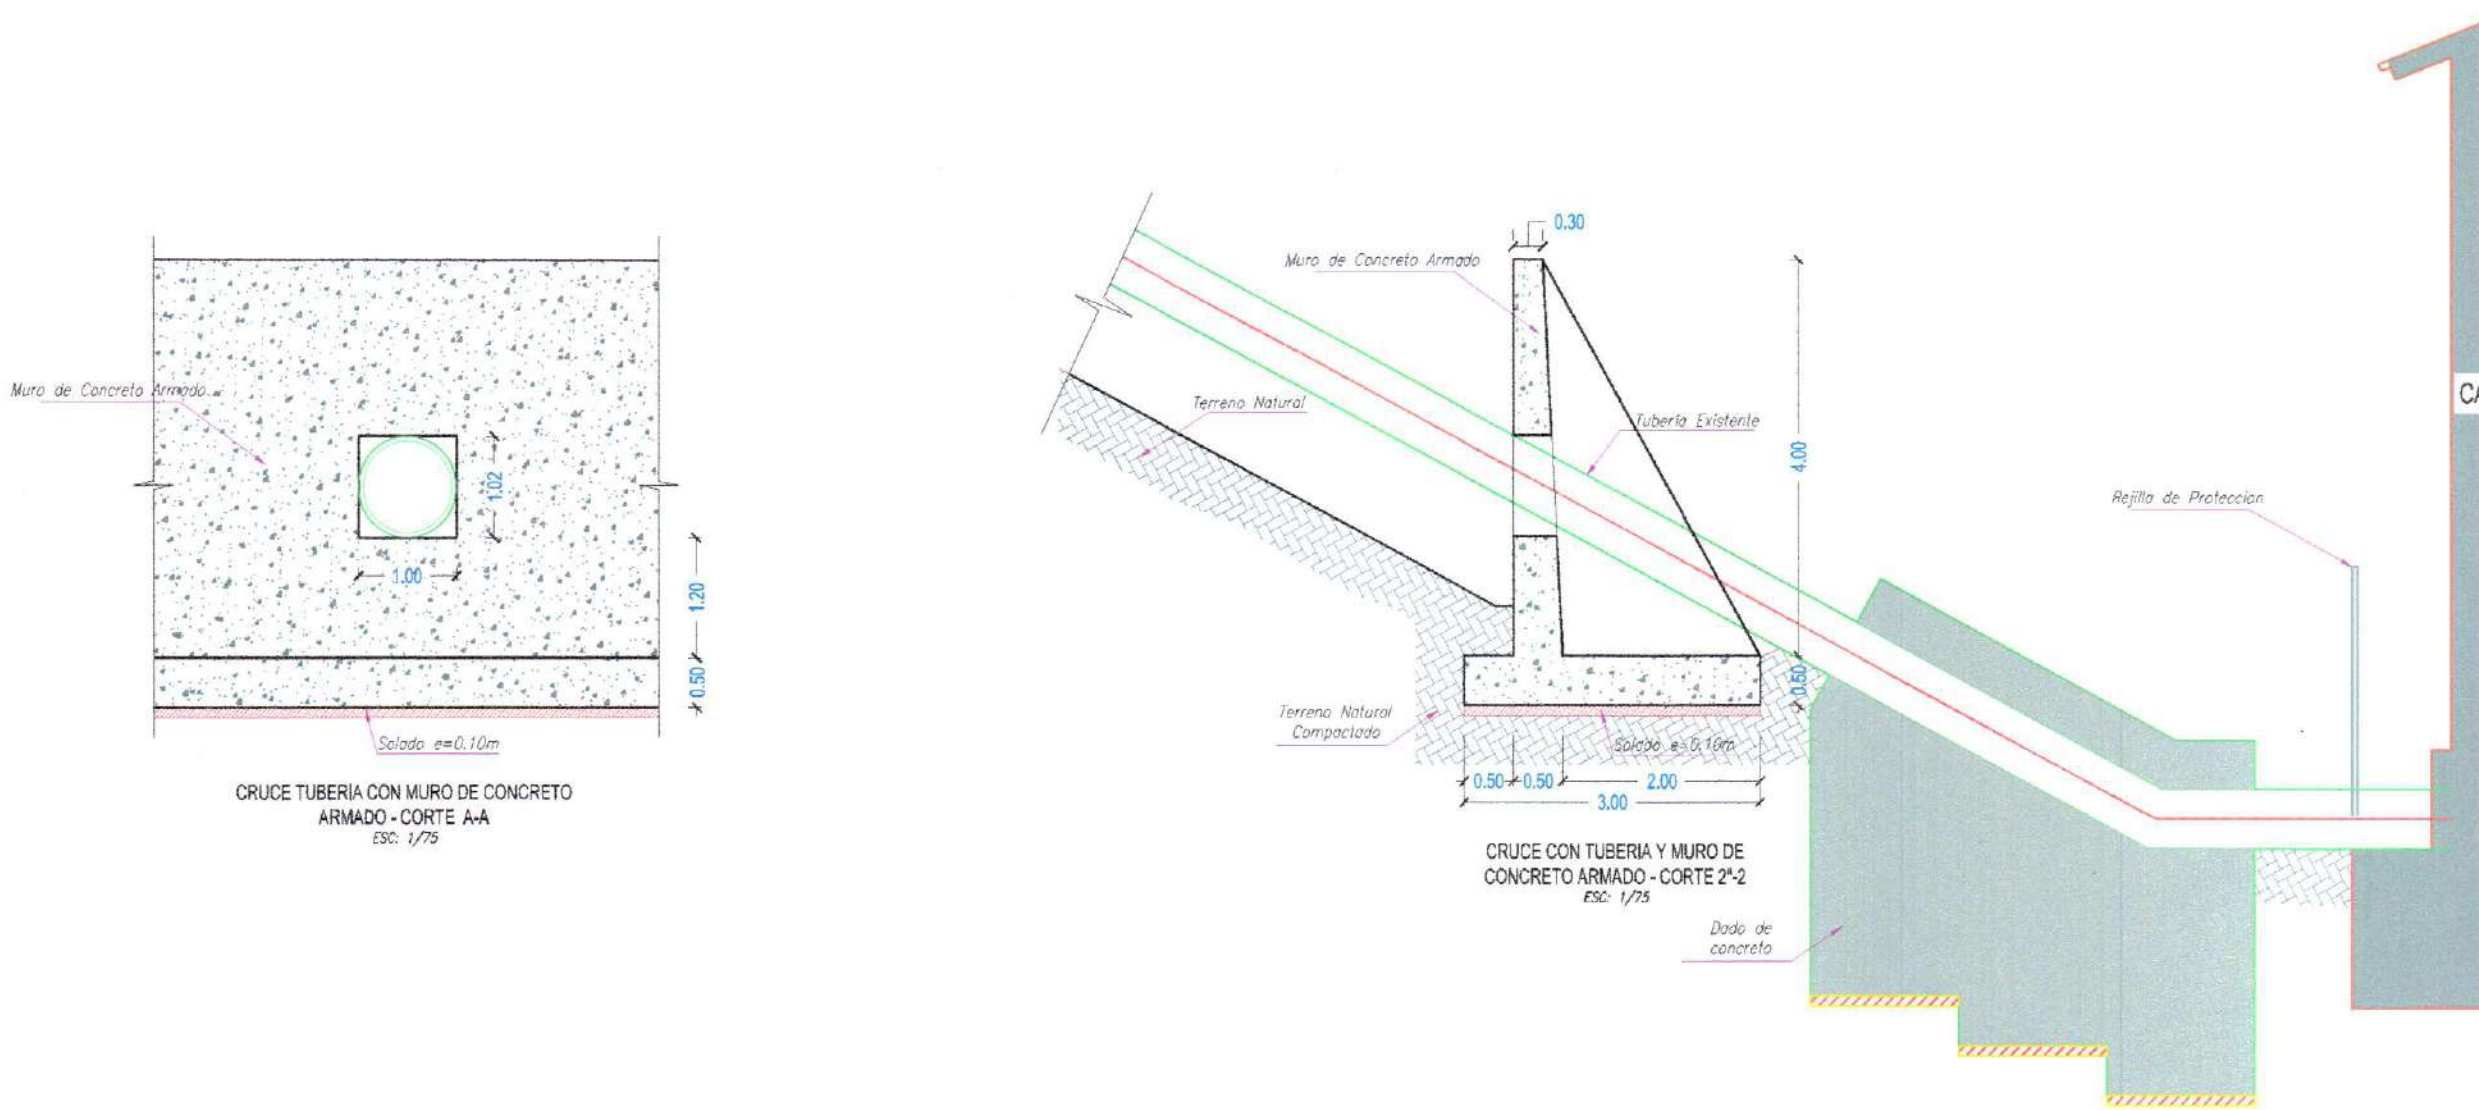 Muro de Concreto Armado
1.02
1.00
1.20
0.50
Solado e=0.10m
CRUCE TUBERIA CON MURO DE CONCRETO
ARMADO - CORTE A-A
ESC: 1/75
0.30
Muro de Concreto Armado
Terreno Natural
Tubería Existente
4.00
Rejilla de Proteccion
CA
0.50
Terreno Natural
Compactado
Solado e=0.10m
0.50
0.50
2.00
3.00
CRUCE CON TUBERIA Y MURO DE
CONCRETO ARMADO - CORTE 2"-2
ESC: 1/75
Dado de
concreto